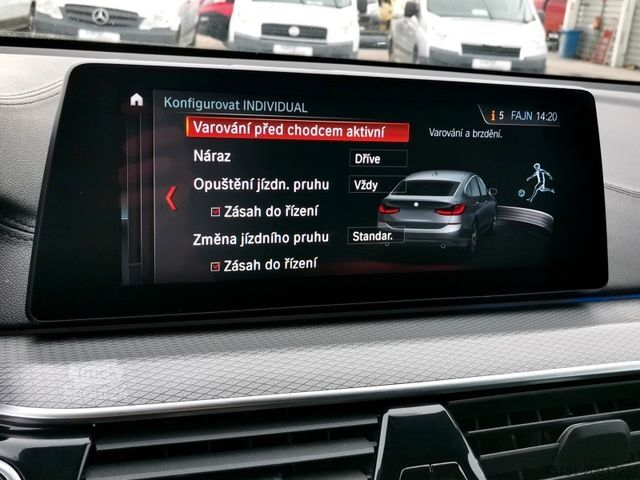 Konfigurovat INDIVIDUAL
5 FAJN 14:20
Varování před chodcem aktivní
Varování a brzdění.
Náraz Dříve
Opuštění jízdn. pruhu Vždy
Zásah do řízení
Změna jízdního pruhu Standar.
Zásah do řízení